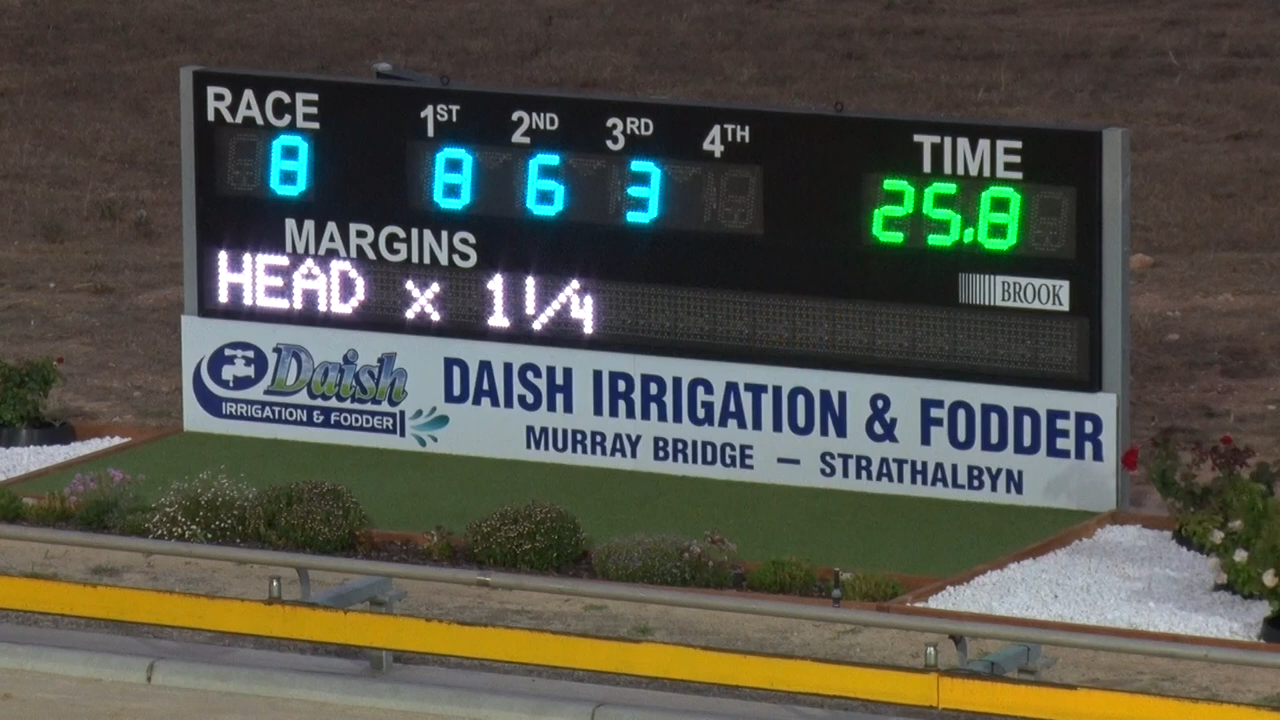 RACE 1ST 2ND 3RD 4TH TIME
8 8 6 3 25.8
MARGINS
HEAD x 1 1/4
BROOK
Daish
IRRIGATION & FODDER
DAISH IRRIGATION & FODDER
MURRAY BRIDGE – STRATHALBYN